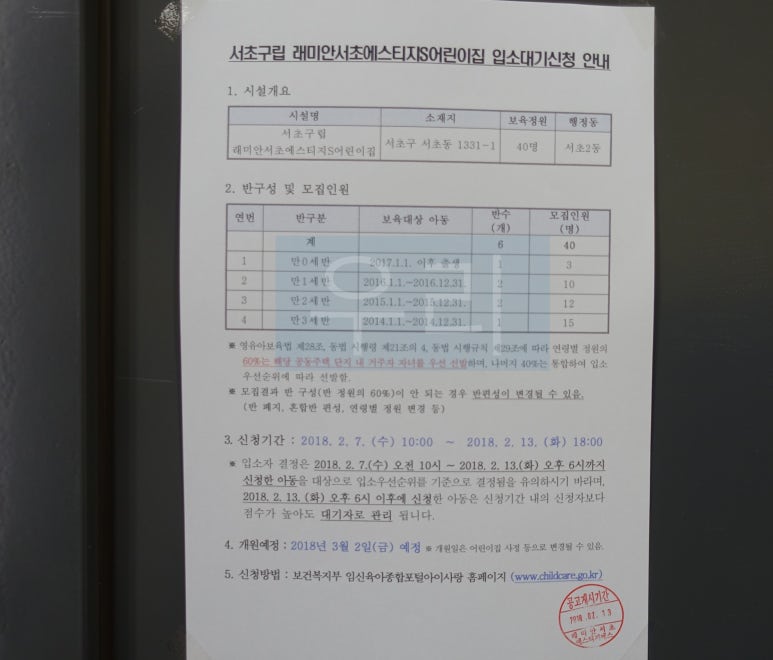 서초구립 래미안서초에스티지S어린이집 입소대기신청 안내
1. 시설개요
시설명 소재지 보육정원 행정동
서초구립
래미안서초에스티지S어린이집 서초구 서초동 1331-1 40명 서초2동
2. 반구성 및 모집인원
연번 반구분 보육대상 아동 반수(개) 모집인원(명)
계 6 40
1 만0세반 2017.1.1. 이후 출생 1 3
2 만1세반 2016.1.1.~2016.12.31. 2 10
3 만2세반 2015.1.1.~2015.12.31. 2 12
4 만3세반 2014.1.1.~2014.12.31. 1 15
우리
※ 영유아보육법 제28조, 동법 시행령 제21조의 4, 동법 시행규칙 제29조에 따라 연령별 정원의
60%는 해당 공동주택 단지 내 거주자 자녀를 우선 선발하며, 나머지 40%는 통합하여 입소
우선순위에 따라 선발함.
※ 모집결과 반 구성(반 정원의 60%)이 안 되는 경우 반편성이 변경될 수 있음.
(반 폐지, 혼합반 편성, 연령별 정원 변경 등)
3. 신청기간 : 2018. 2. 7. (수) 10:00 ~ 2018. 2. 13. (화) 18:00
※ 입소자 결정은 2018. 2. 7.(수) 오전 10시 ~ 2018. 2. 13.(화) 오후 6시까지
신청한 아동을 대상으로 입소우선순위를 기준으로 결정됨을 유의하시기 바라며,
2018. 2. 13. (화) 오후 6시 이후에 신청한 아동은 신청기간 내의 신청자보다
점수가 높아도 대기자로 관리 됩니다.
4. 개원예정 : 2018년 3월 2일(금) 예정 ※ 개원일은 어린이집 사정 등으로 변경될 수 있음.
5. 신청방법 : 보건복지부 임신육아종합포털아이사랑 홈페이지 (www.childcare.go.kr)
공고게시기간
2018.02.13
래미안서초
에스티지에스